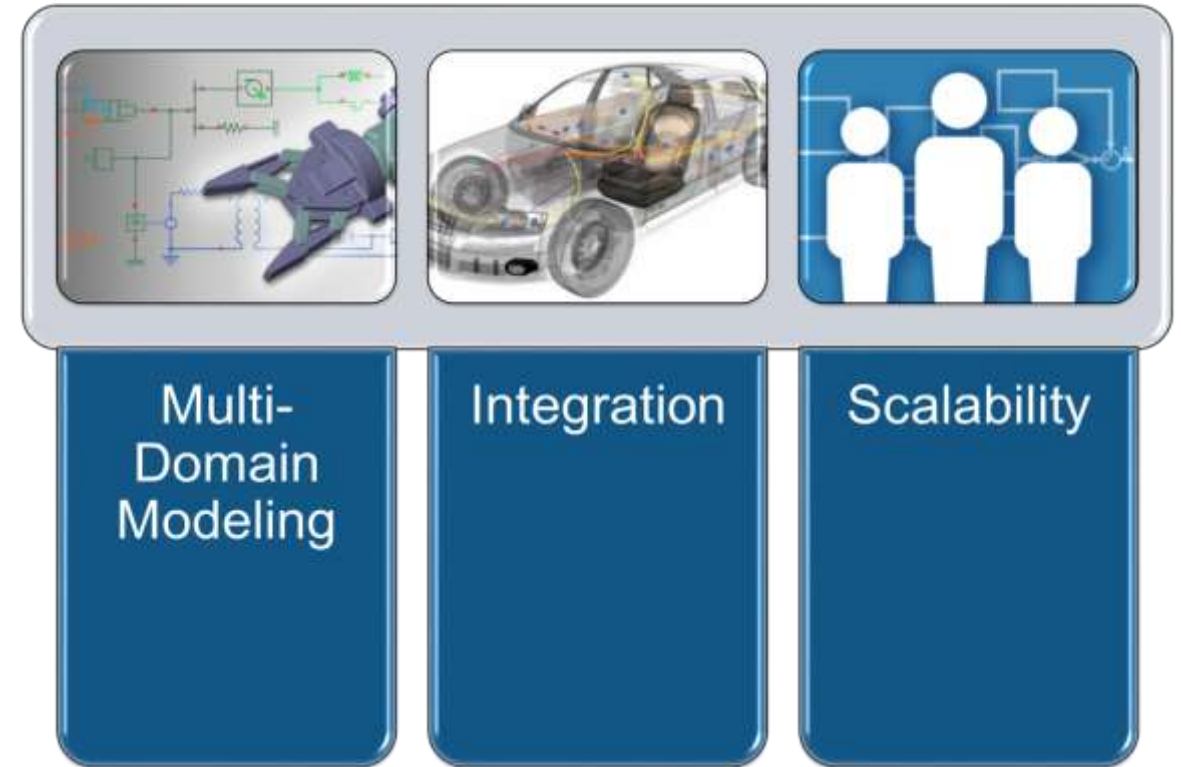 Multi-
Domain
Modeling
Integration
Scalability